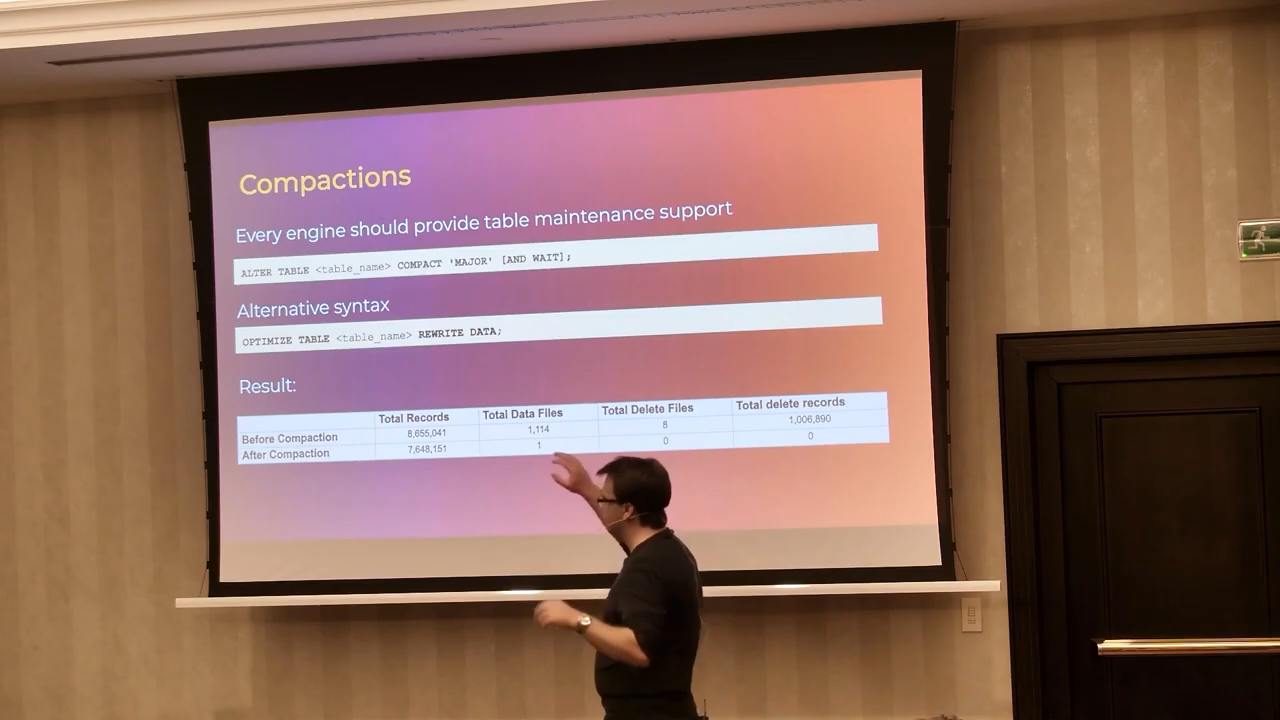 Compactions
Every engine should provide table maintenance support
ALTER TABLE <table_name> COMPACT 'MAJOR' [AND WAIT];
Alternative syntax
OPTIMIZE TABLE <table_name> REWRITE DATA;
Result:
Total Records Total Data Files Total Delete Files Total delete records
Before Compaction 8,655,041 1,114 8 1,006,890
After Compaction 7,648,151 1 0 0